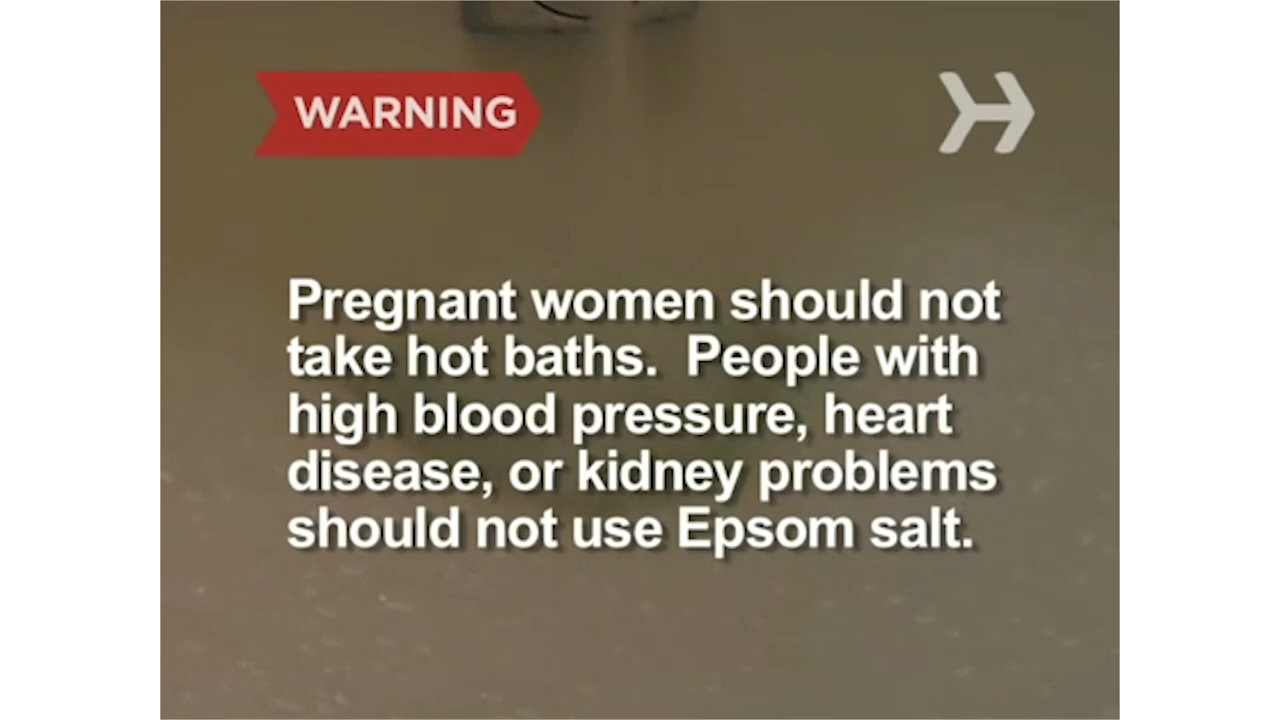 WARNING
Pregnant women should not
take hot baths.  People with
high blood pressure, heart
disease, or kidney problems
should not use Epsom salt.